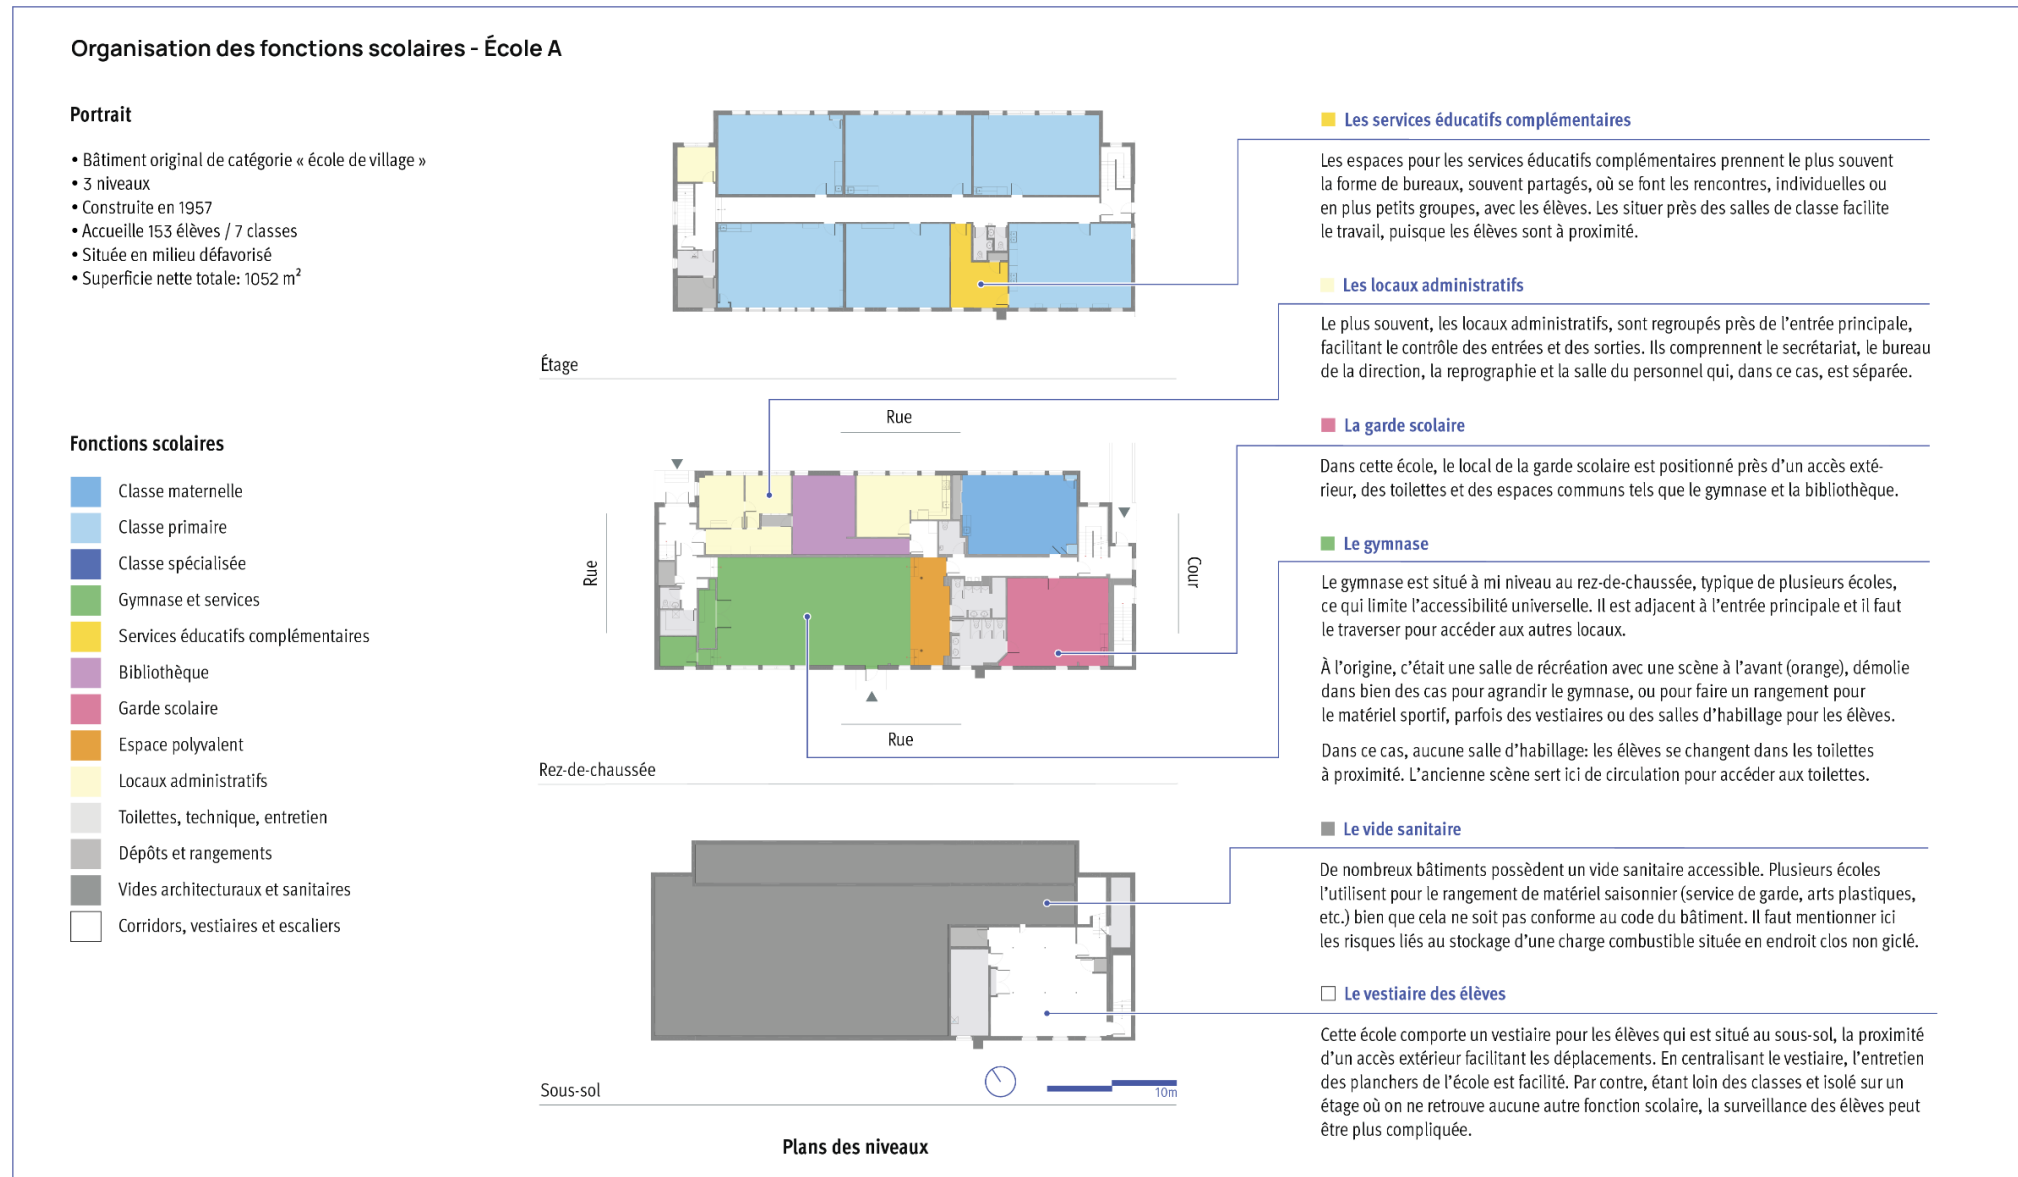 Organisation des fonctions scolaires - École A
Portrait
• Bâtiment original de catégorie « école de village »
• 3 niveaux
• Construite en 1957
• Accueille 153 élèves / 7 classes
• Située en milieu défavorisé
• Superficie nette totale: 1052 m²
Fonctions scolaires
Classe maternelle
Classe primaire
Classe spécialisée
Gymnase et services
Services éducatifs complémentaires
Bibliothèque
Garde scolaire
Espace polyvalent
Locaux administratifs
Toilettes, technique, entretien
Dépôts et rangements
Vides architecturaux et sanitaires
Corridors, vestiaires et escaliers
Étage
Rue
Rue
Cour
Rue
Rez-de-chaussée
Sous-sol
10m
Plans des niveaux
Les services éducatifs complémentaires
Les espaces pour les services éducatifs complémentaires prennent le plus souvent
la forme de bureaux, souvent partagés, où se font les rencontres, individuelles ou
en plus petits groupes, avec les élèves. Les situer près des salles de classe facilite
le travail, puisque les élèves sont à proximité.
Les locaux administratifs
Le plus souvent, les locaux administratifs, sont regroupés près de l'entrée principale,
facilitant le contrôle des entrées et des sorties. Ils comprennent le secrétariat, le bureau
de la direction, la reprographie et la salle du personnel qui, dans ce cas, est séparée.
La garde scolaire
Dans cette école, le local de la garde scolaire est positionné près d'un accès exté-
rieur, des toilettes et des espaces communs tels que le gymnase et la bibliothèque.
Le gymnase
Le gymnase est situé à mi niveau au rez-de-chaussée, typique de plusieurs écoles,
ce qui limite l'accessibilité universelle. Il est adjacent à l'entrée principale et il faut
le traverser pour accéder aux autres locaux.
À l'origine, c'était une salle de récréation avec une scène à l'avant (orange), démolie
dans bien des cas pour agrandir le gymnase, ou pour faire un rangement pour
le matériel sportif, parfois des vestiaires ou des salles d'habillage pour les élèves.
Dans ce cas, aucune salle d'habillage: les élèves se changent dans les toilettes
à proximité. L'ancienne scène sert ici de circulation pour accéder aux toilettes.
Le vide sanitaire
De nombreux bâtiments possèdent un vide sanitaire accessible. Plusieurs écoles
l'utilisent pour le rangement de matériel saisonnier (service de garde, arts plastiques,
etc.) bien que cela ne soit pas conforme au code du bâtiment. Il faut mentionner ici
les risques liés au stockage d'une charge combustible située en endroit clos non giclé.
Le vestiaire des élèves
Cette école comporte un vestiaire pour les élèves qui est situé au sous-sol, la proximité
d'un accès extérieur facilitant les déplacements. En centralisant le vestiaire, l'entretien
des planchers de l'école est facilité. Par contre, étant loin des classes et isolé sur un
étage où on ne retrouve aucune autre fonction scolaire, la surveillance des élèves peut
être plus compliquée.